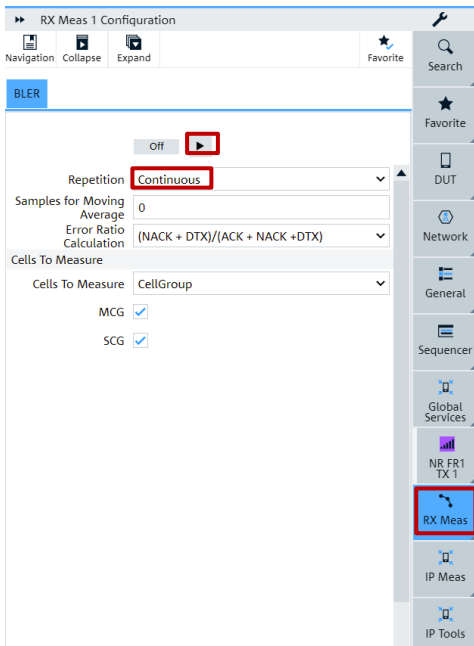 RX Meas 1 Configuration
Navigation Collapse Expand Favorite
BLER
Off
Repetition Continuous
Samples for Moving
Average 0
Error Ratio
Calculation (NACK + DTX)/(ACK + NACK +DTX)
Cells To Measure
Cells To Measure CellGroup
MCG
SCG
Search
Favorite
DUT
Network
General
Sequencer
Global
Services
NR FR1
TX 1
RX Meas
IP Meas
IP Tools